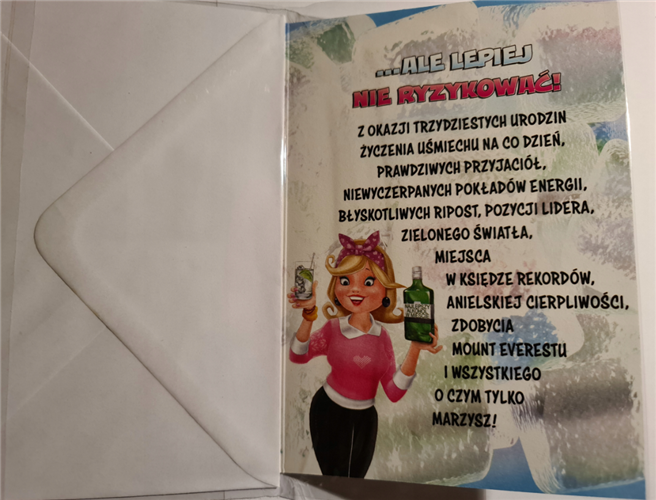 ...ALE LEPIEJ
NIE RYZYKOWAĆ!
Z OKAZJI TRZYDZIESTYCH URODZIN
ŻYCZENIA UŚMIECHU NA CO DZIEŃ,
PRAWDZIWYCH PRZYJACIÓŁ,
NIEWYCZERPANYCH POKŁADÓW ENERGII,
BŁYSKOTLIWYCH RIPOST, POZYCJI LIDERA,
ZIELONEGO ŚWIATŁA,
MIEJSCA
W KSIĘDZE REKORDÓW,
ANIELSKIEJ CIERPLIWOŚCI,
ZDOBYCIA
MOUNT EVERESTU
I WSZYSTKIEGO
O CZYM TYLKO
MARZYSZ!